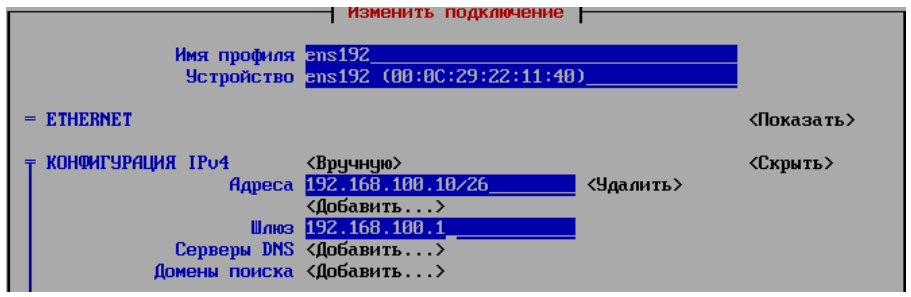 Изменить подключение
Имя профиля ens192
Устройство ens192 (00:0C:29:22:11:40)
= ETHERNET <Показать>
КОНФИГУРАЦИЯ IPv4 <Вручную> <Скрыть>
Адреса 192.168.100.10/26 <Удалить>
<Добавить...>
Шлюз 192.168.100.1
Серверы DNS <Добавить...>
Домены поиска <Добавить...>